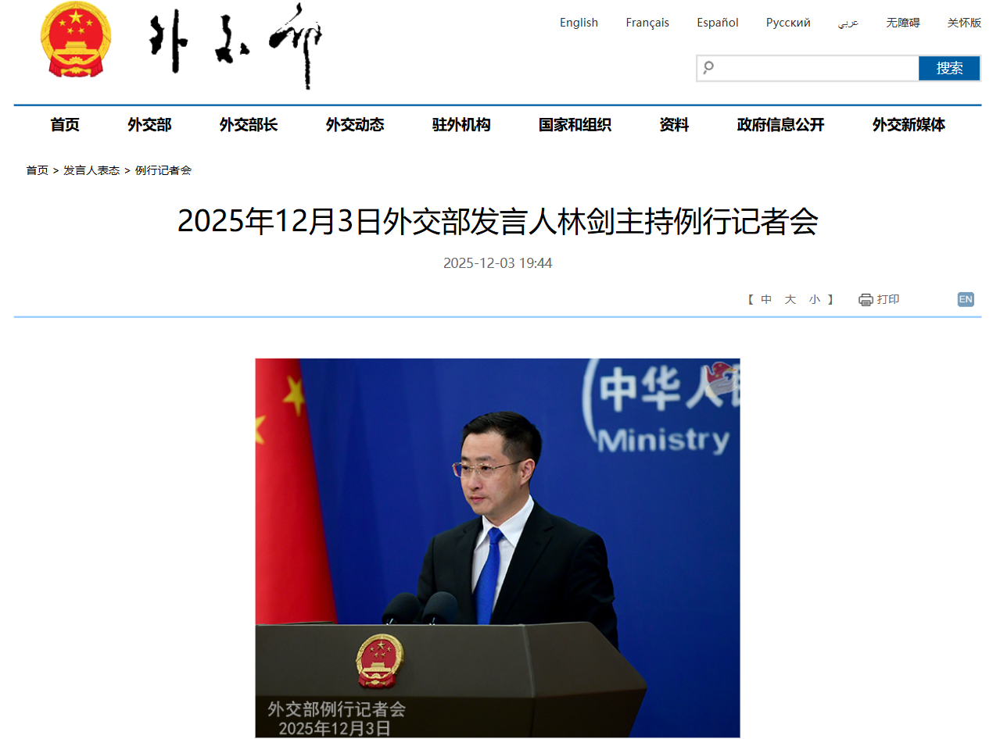 外交部
English Français Español Русский عربي 无障碍 关怀版
搜索
首页 外交部 外交部长 外交动态 驻外机构 国家和组织 资料 政府信息公开 外交新媒体
首页 > 发言人表态 > 例行记者会
2025年12月3日外交部发言人林剑主持例行记者会
2025-12-03 19:44
【 中 大 小 】 打印 EN
中华人民
Ministry
外交部例行记者会
2025年12月3日